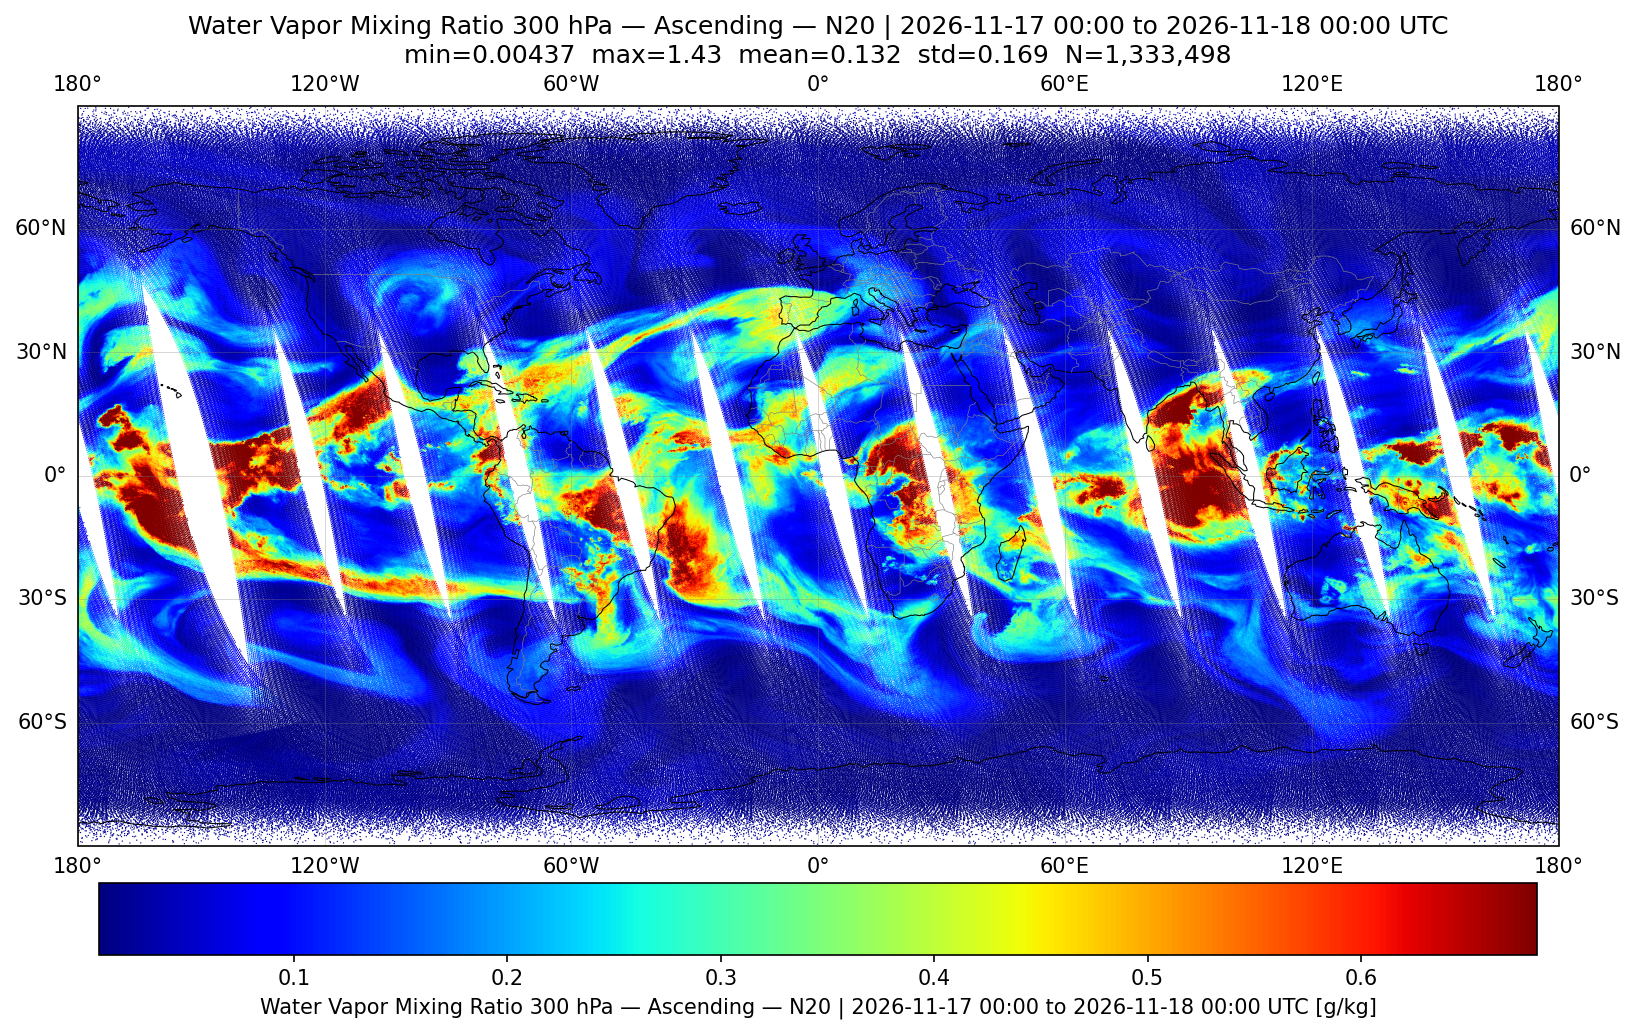 Water Vapor Mixing Ratio 300 hPa — Ascending — N20 | 2026-11-17 00:00 to 2026-11-18 00:00 UTC
min=0.00437  max=1.43  mean=0.132  std=0.169  N=1,333,498
180° 120°W 60°W 0° 60°E 120°E 180°
60°N 60°N
30°N 30°N
0° 0°
30°S 30°S
60°S 60°S
180° 120°W 60°W 0° 60°E 120°E 180°
0.1 0.2 0.3 0.4 0.5 0.6
Water Vapor Mixing Ratio 300 hPa — Ascending — N20 | 2026-11-17 00:00 to 2026-11-18 00:00 UTC [g/kg]